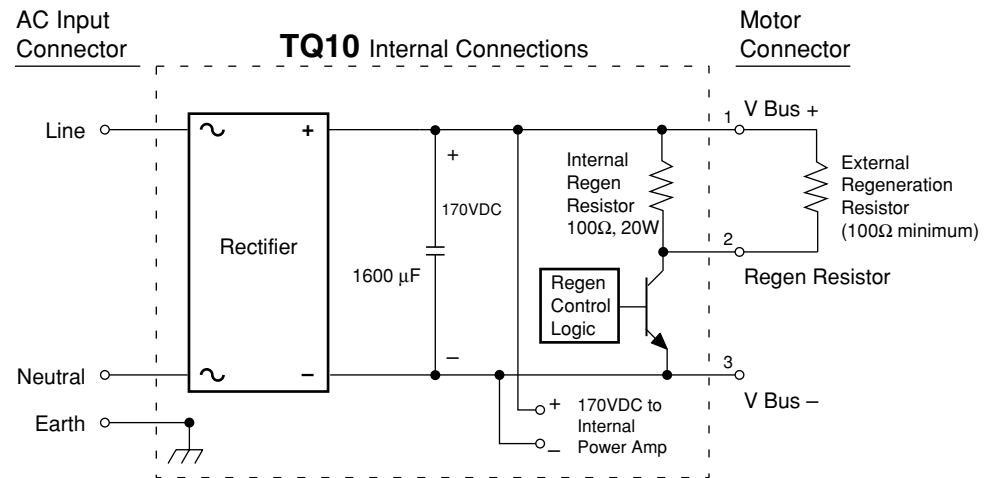 AC Input
Connector
TQ10 Internal Connections
Motor
Connector
Line
+
1
V Bus +
+
170VDC
1600 µF
Rectifier
Internal
Regen
Resistor
100Ω, 20W
External
Regeneration
Resistor
(100Ω minimum)
2
Regen Resistor
Regen
Control
Logic
–
Neutral
–
3
V Bus –
Earth
+
170VDC to
Internal
– Power Amp